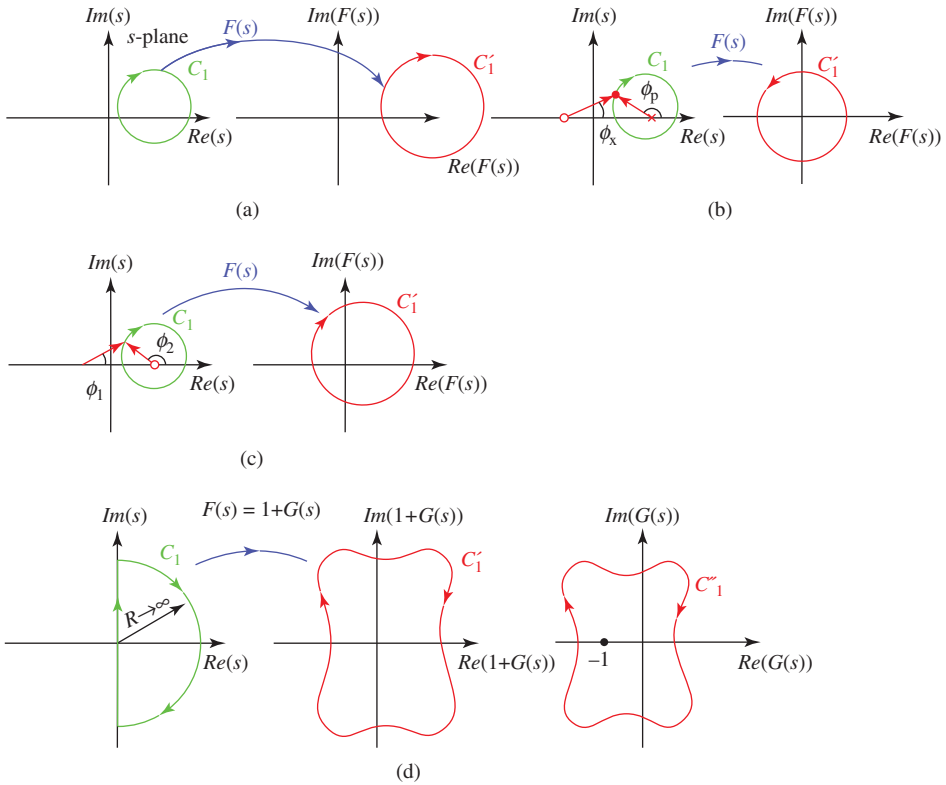 Im(s)
s-plane
F(s)
C₁
Re(s)
Im(F(s))
C₁′
Re(F(s))
(a)
Im(s)
C₁
ϕₚ
ϕₓ
Re(s)
F(s)
Im(F(s))
C₁′
Re(F(s))
(b)
Im(s)
F(s)
C₁
ϕ₂
ϕ₁
Re(s)
Im(F(s))
C₁′
Re(F(s))
(c)
Im(s)
F(s) = 1+G(s)
C₁
R→∞
Re(s)
Im(1+G(s))
C₁′
Re(1+G(s))
Im(G(s))
C″₁
−1
Re(G(s))
(d)